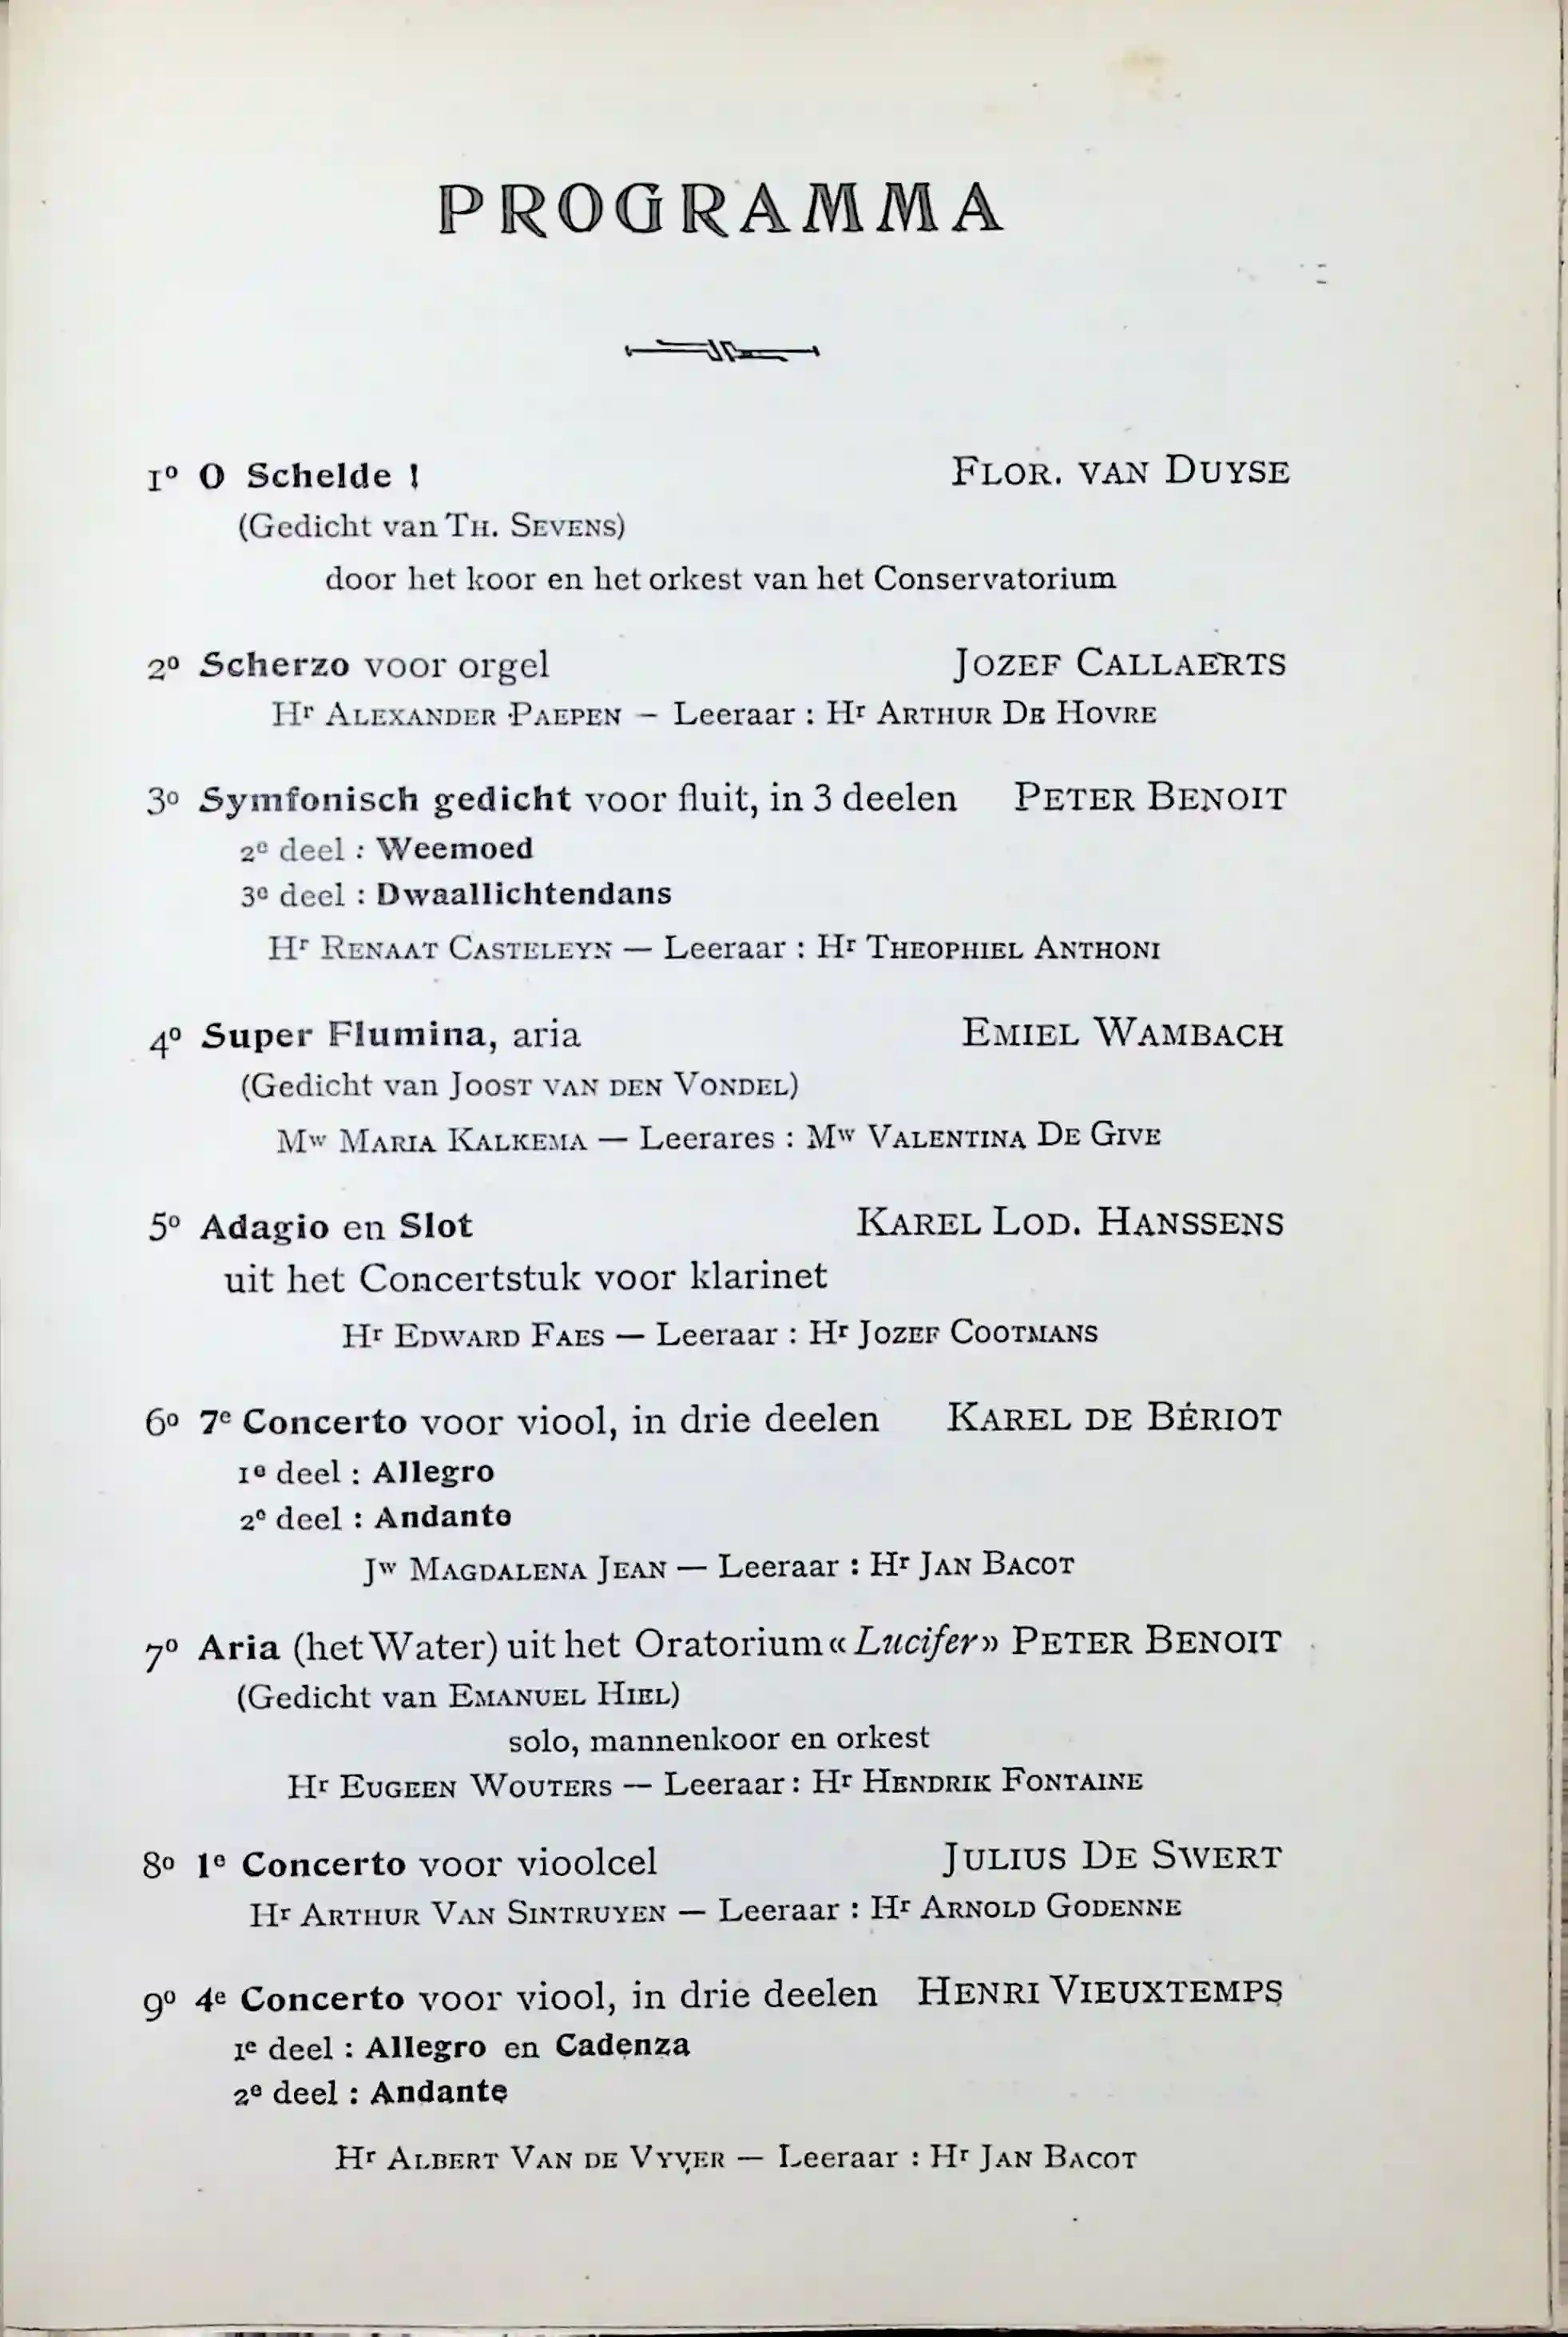 PROGRAMMA
1º O Schelde ! FLOR. VAN DUYSE
(Gedicht van TH. SEVENS)
door het koor en het orkest van het Conservatorium
2º Scherzo voor orgel JOZEF CALLAERTS
Hr ALEXANDER PAEPEN — Leeraar : Hr ARTHUR DE HOVRE
3º Symfonisch gedicht voor fluit, in 3 deelen PETER BENOIT
2e deel : Weemoed
3e deel : Dwaallichtendans
Hr RENAAT CASTELEYN — Leeraar : Hr THEOPHIEL ANTHONI
4º Super Flumina, aria EMIEL WAMBACH
(Gedicht van JOOST VAN DEN VONDEL)
Mw MARIA KALKEMA — Leerares : Mw VALENTINA DE GIVE
5º Adagio en Slot KAREL LOD. HANSSENS
uit het Concertstuk voor klarinet
Hr EDWARD FAES — Leeraar : Hr JOZEF COOTMANS
6º 7e Concerto voor viool, in drie deelen KAREL DE BÉRIOT
1e deel : Allegro
2e deel : Andante
Jw MAGDALENA JEAN — Leeraar : Hr JAN BACOT
7º Aria (het Water) uit het Oratorium « Lucifer » PETER BENOIT
(Gedicht van EMANUEL HIEL)
solo, mannenkoor en orkest
Hr EUGEEN WOUTERS — Leeraar : Hr HENDRIK FONTAINE
8º 1e Concerto voor vioolcel JULIUS DE SWERT
Hr ARTHUR VAN SINTRUYEN — Leeraar : Hr ARNOLD GODENNE
9º 4e Concerto voor viool, in drie deelen HENRI VIEUXTEMPS
1e deel : Allegro en Cadenza
2e deel : Andante
Hr ALBERT VAN DE VYVER — Leeraar : Hr JAN BACOT